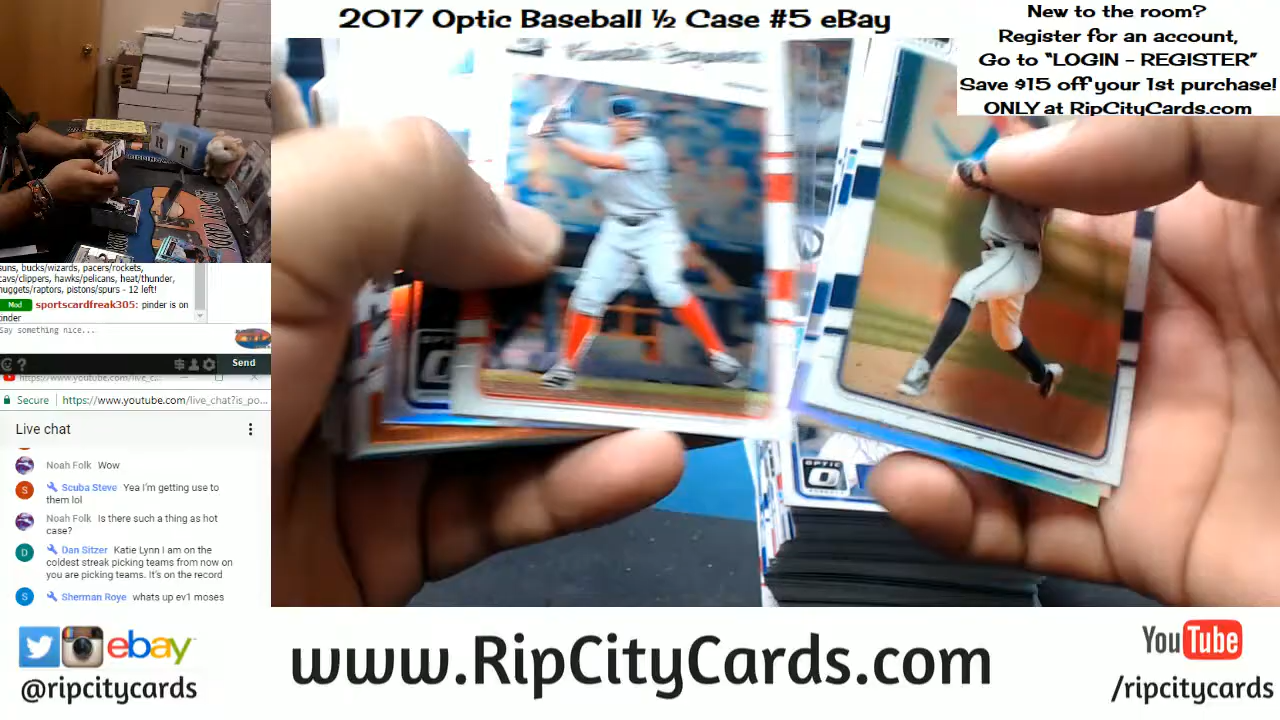 2017 Optic Baseball ½ Case #5 eBay
New to the room?
Register for an account,
Go to “LOGIN - REGISTER”
Save $15 off your 1st purchase!
ONLY at RipCityCards.com
suns, bucks/wizards, pacers/rockets,
cavs/clippers, hawks/pelicans, heat/thunder,
nuggets/raptors, pistons/spurs - 12 left!
Mod sportscardfreak305: pinder is on
Say something nice...
Send
https://www.youtube.com/live_c...
Secure https://www.youtube.com/live_chat?is_po...
Live chat
Noah Folk Wow
S Scuba Steve Yea I'm getting use to
them lol
Noah Folk Is there such a thing as hot
case?
D Dan Sitzer Katie Lynn I am on the
coldest streak picking teams from now on
you are picking teams. It's on the record
S Sherman Roye whats up ev1 moses
OPTIC
ebay
@ripcitycards
www.RipCityCards.com
YouTube
/ripcitycards